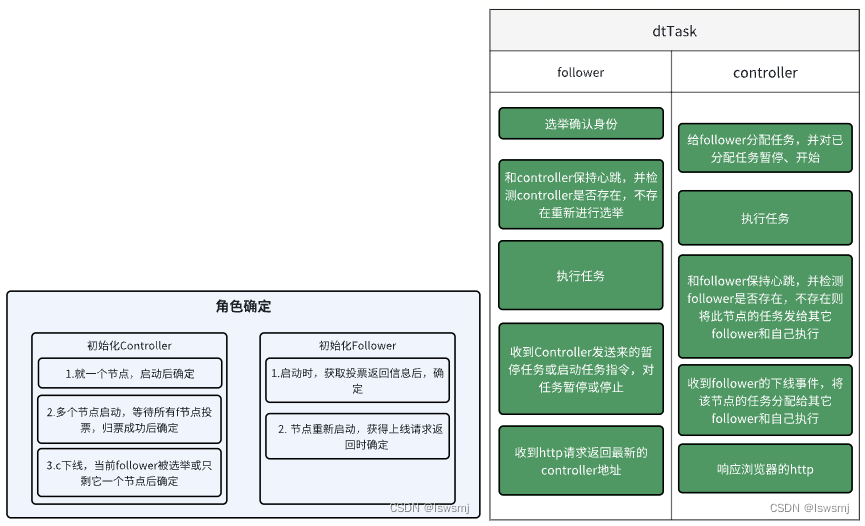 角色确定
初始化Controller
1.就一个节点，启动后确定
2.多个节点启动，等待所有f节点投
票，归票成功后确定
3.c下线，当前follower被选举或只
剩它一个节点后确定
初始化Follower
1.启动时，获取投票返回信息后，确
定
2. 节点重新启动，获得上线请求返
回时确定
CSDN @lswsmj
dtTask
follower
选举确认身份
和controller保持心跳，并检
测controller是否存在，不存
在重新进行选举
执行任务
收到Controller发送来的暂
停任务或启动任务指令，对
任务暂停或停止
收到http请求返回最新的
controller地址
controller
给follower分配任务，并对已
分配任务暂停、开始
执行任务
和follower保持心跳，并检测
follower是否存在，不存在则
将此节点的任务发给其它
follower和自己执行
收到follower的下线事件，将
该节点的任务分配给其它
follower和自己执行
响应浏览器的http
CSDN @lswsmj